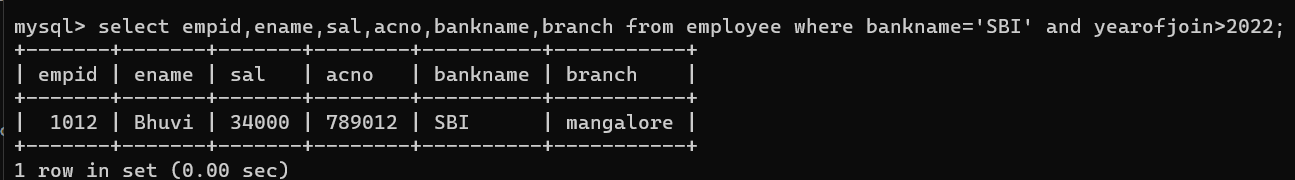 mysql> select empid,ename,sal,acno,bankname,branch from employee where bankname='SBI' and yearofjoin>2022;
+-------+-------+-------+--------+----------+-----------+
| empid | ename | sal   | acno   | bankname | branch    |
+-------+-------+-------+--------+----------+-----------+
|  1012 | Bhuvi | 34000 | 789012 | SBI      | mangalore |
+-------+-------+-------+--------+----------+-----------+
1 row in set (0.00 sec)